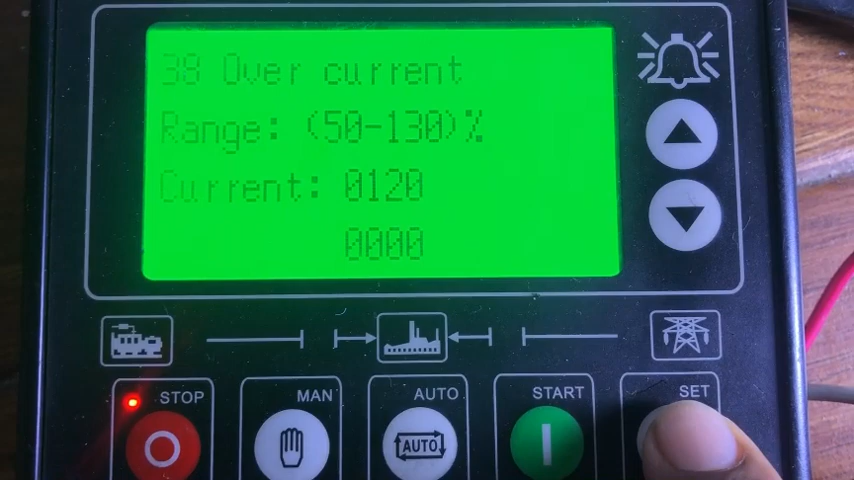 38 Over current
Range: (50-130)%
Current: 0120
0000
STOP
MAN
AUTO
START
SET
AUTO